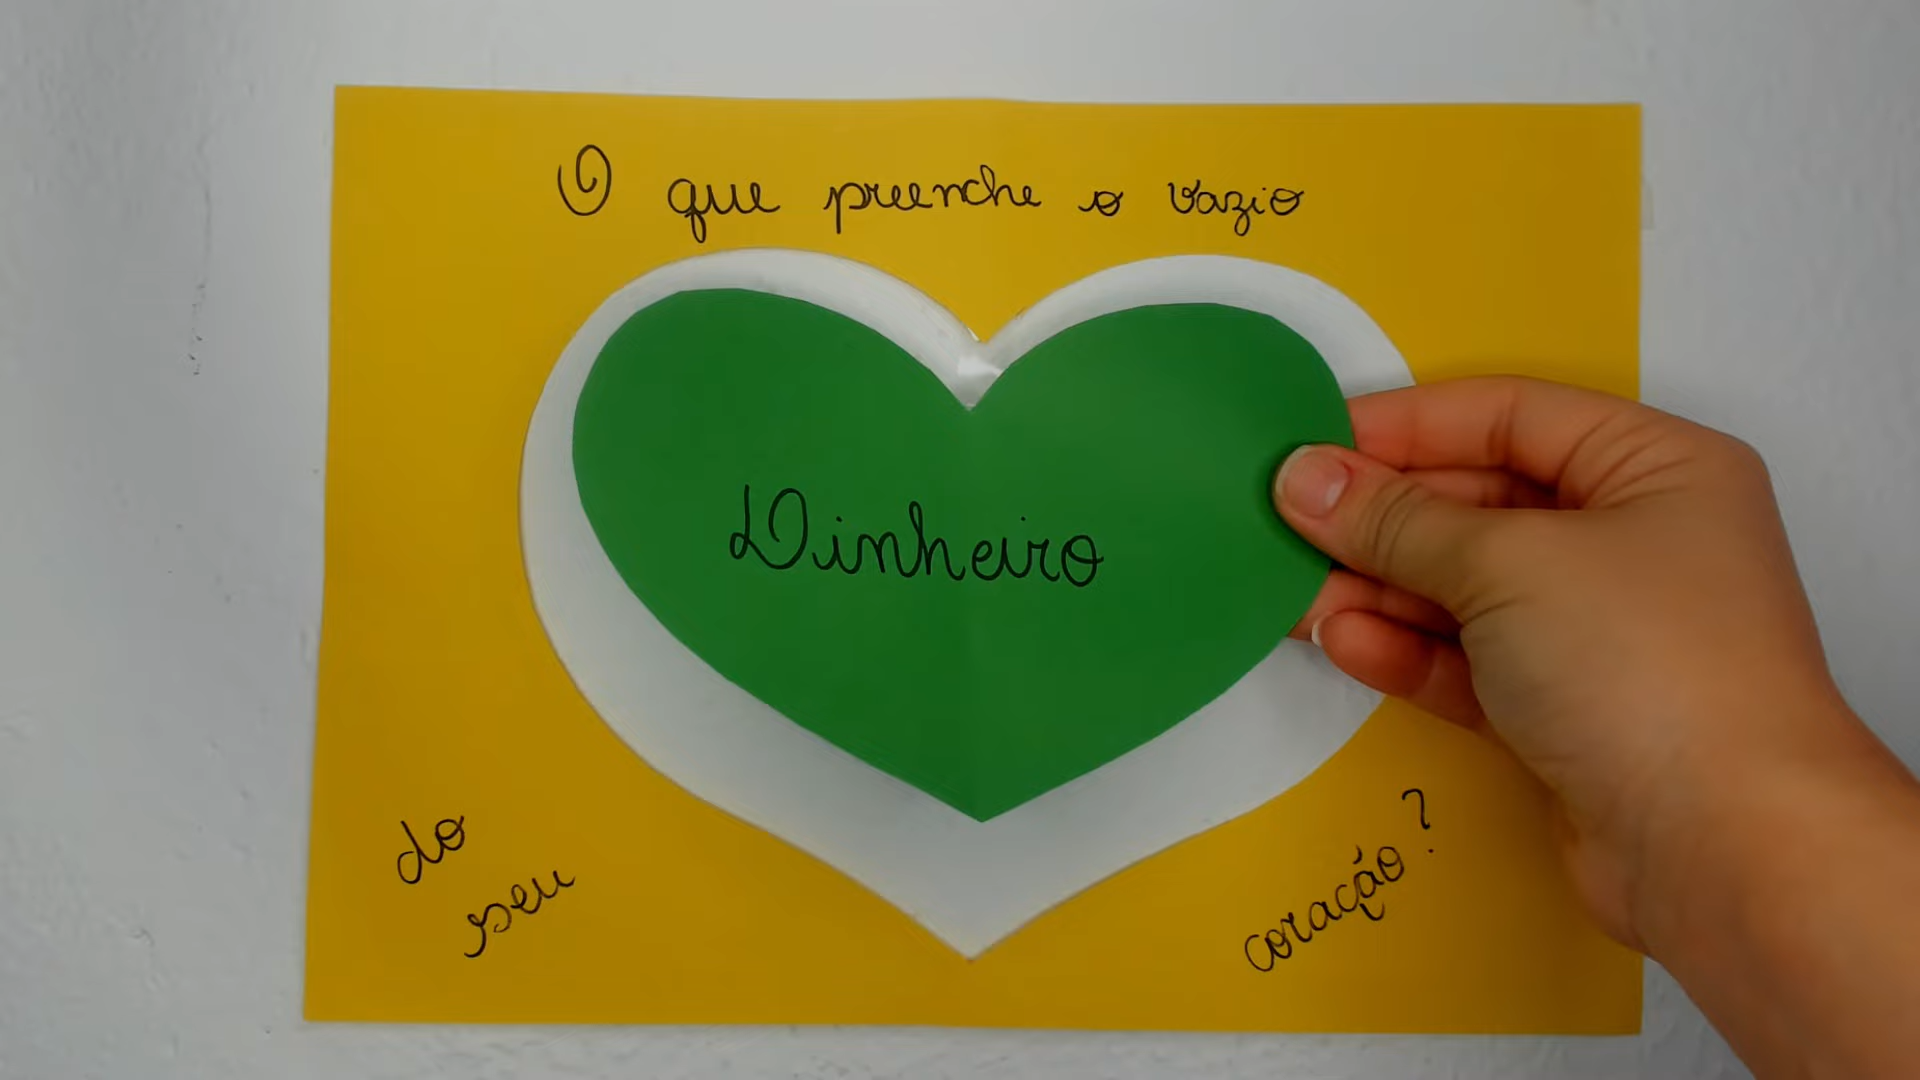 O que preenche o vazio
Dinheiro
do
seu
coração?